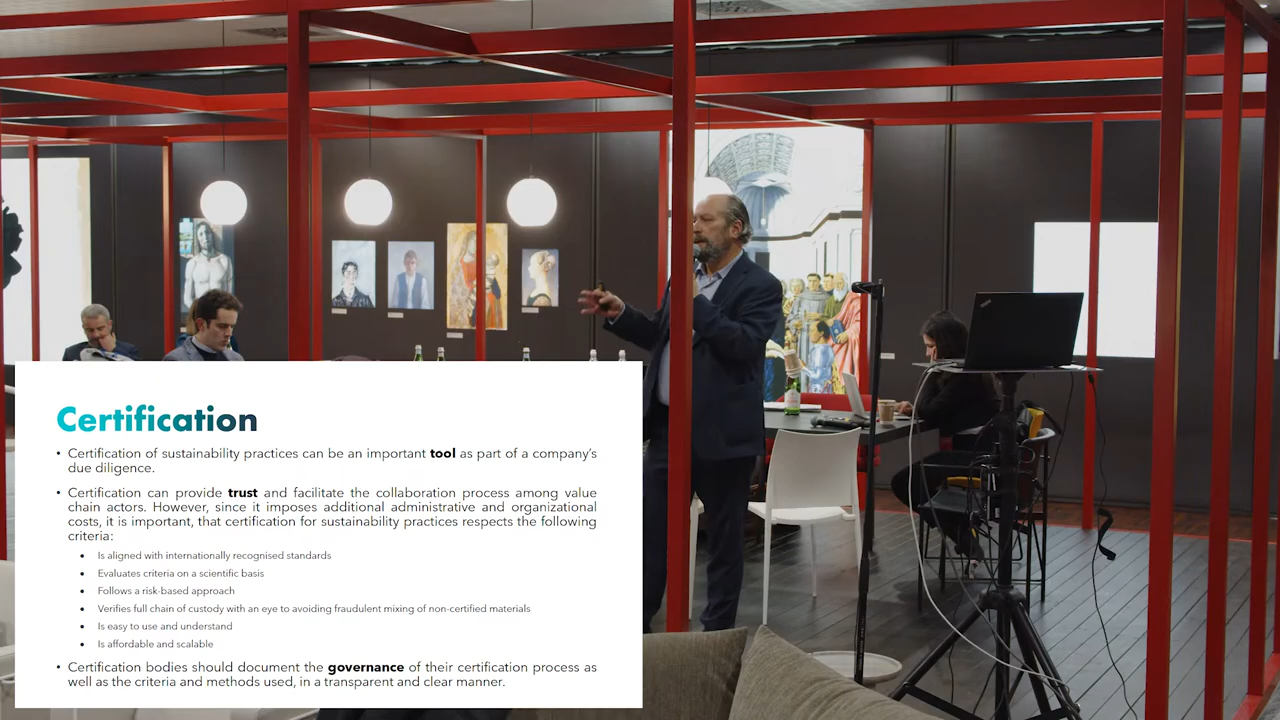 Certification
• Certification of sustainability practices can be an important tool as part of a company's
due diligence.
• Certification can provide trust and facilitate the collaboration process among value
chain actors. However, since it imposes additional administrative and organizational
costs, it is important, that certification for sustainability practices respects the following
criteria:
• Is aligned with internationally recognised standards
• Evaluates criteria on a scientific basis
• Follows a risk-based approach
• Verifies full chain of custody with an eye to avoiding fraudulent mixing of non-certified materials
• Is easy to use and understand
• Is affordable and scalable
• Certification bodies should document the governance of their certification process as
well as the criteria and methods used, in a transparent and clear manner.